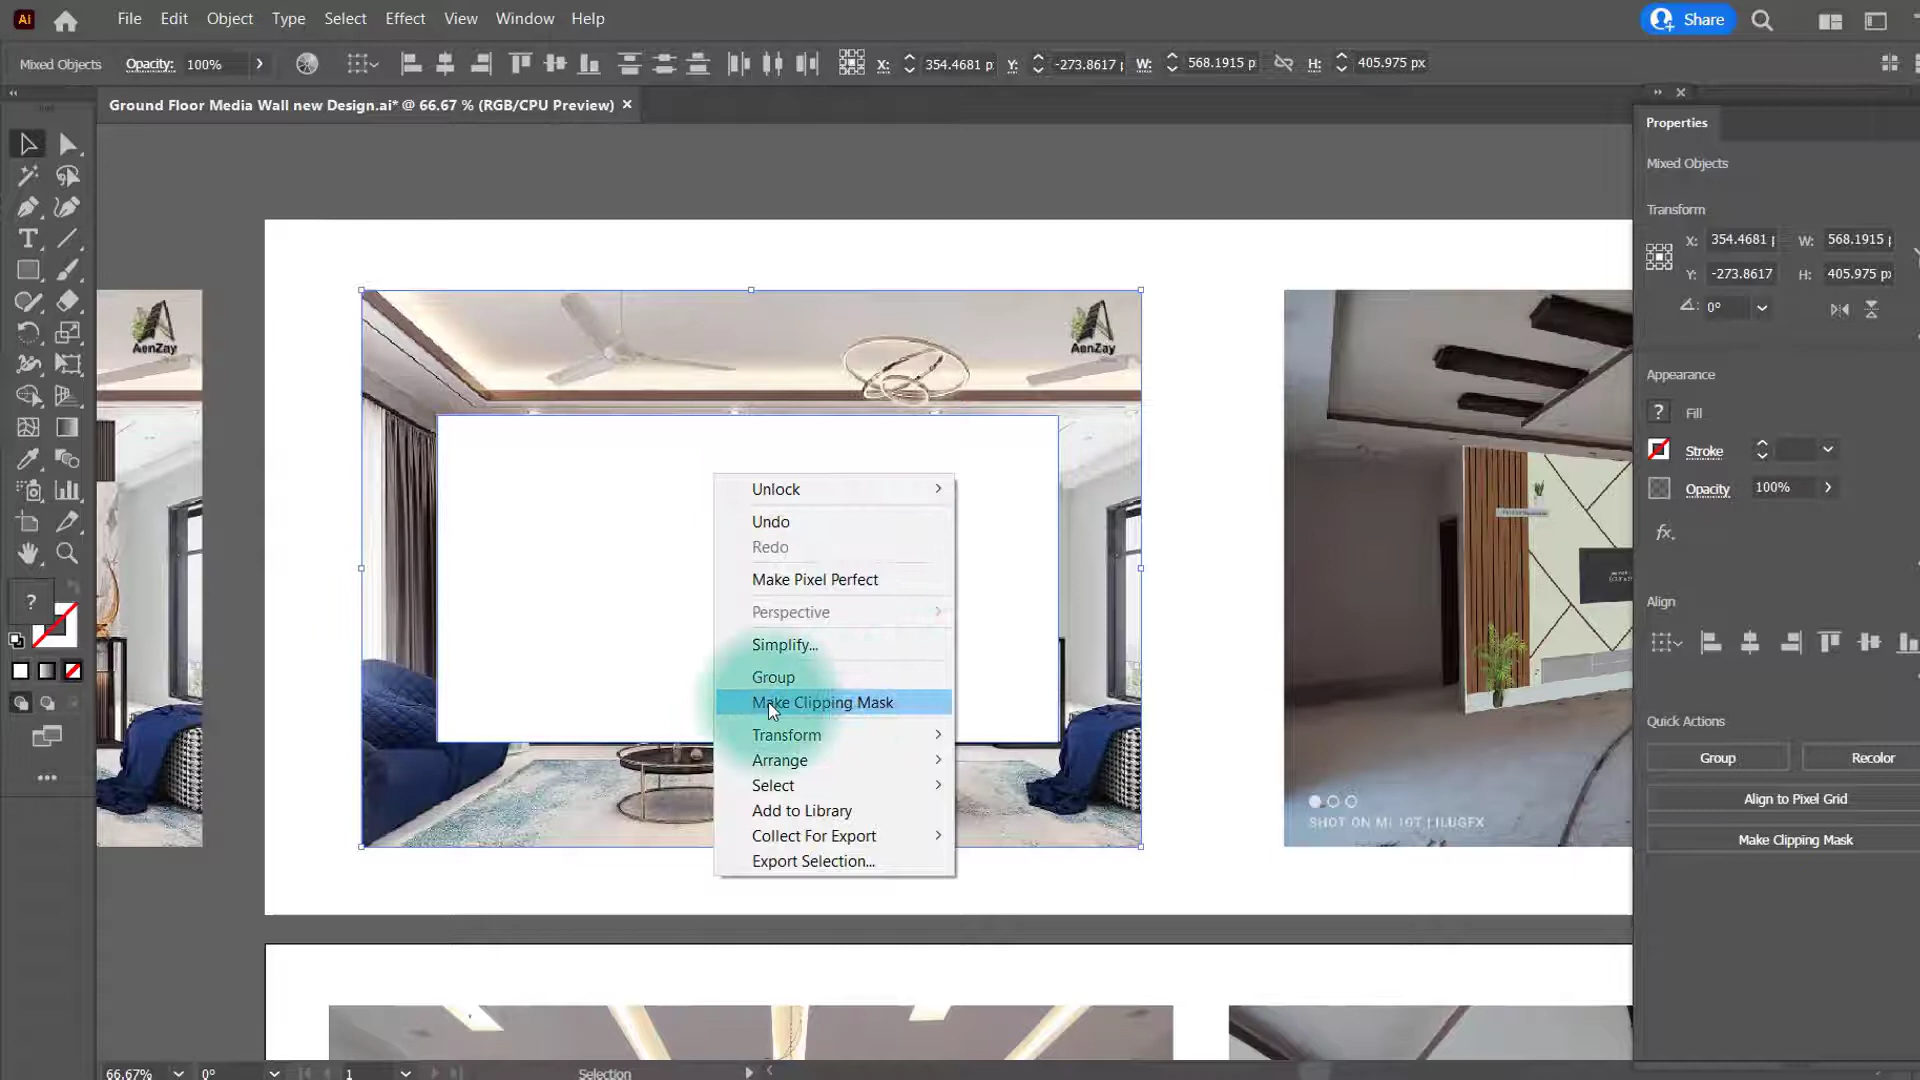 Ai
File Edit Object Type Select Effect View Window Help
Share
Mixed Objects Opacity: 100% X: 354.4681 p Y: -273.8617 W: 568.1915 p H: 405.975 px
Ground Floor Media Wall new Design.ai* @ 66.67 % (RGB/CPU Preview)
Properties
Mixed Objects
Transform
X: 354.4681 W: 568.1915
Y: -273.8617 H: 405.975 px
0°
Appearance
? Fill
Stroke
Opacity 100%
fx.
Align
Quick Actions
Group Recolor
Align to Pixel Grid
Make Clipping Mask
AenZay
AenZay
Unlock
Undo
Redo
Make Pixel Perfect
Perspective
Simplify...
Group
Make Clipping Mask
Transform
Arrange
Select
Add to Library
Collect For Export
Export Selection...
?
SHOT ON MI 10T | ILUGFX
66.67% 0° 1 Selection